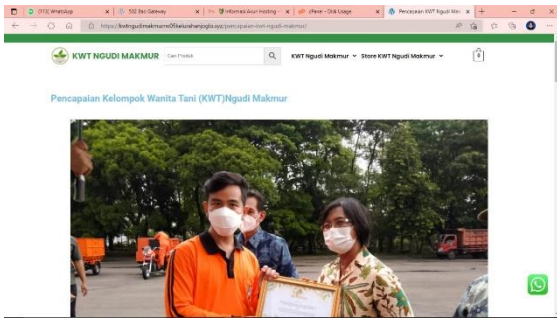 (173) WhatsApp
502 Bad Gateway
Informasi Akun Hosting -
cPanel - Disk Usage
Pencapaian KWT Ngudi Mak
https://kwtngudimakmurrw05kelurahanjoglo.xyz/pencapaian-kwt-ngudi-makmur/
KWT NGUDI MAKMUR
Cari Produk
KWT Ngudi Makmur
Store KWT Ngudi Makmur
0
Pencapaian Kelompok Wanita Tani (KWT)Ngudi Makmur